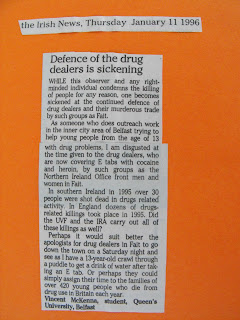 the Irish News, Thursday January 11 1996
Defence of the drug
dealers is sickening
WHILE this observer and any right-
minded individual condemns the killing
of people for any reason, one becomes
sickened at the continued defence of
drug dealers and their murderous trade
by such groups as Fait.
As someone who does outreach work
in the inner city area of Belfast trying to
help young people from the age of 13
with drug problems, I am disgusted at
the time given to the drug dealers, who
are now covering E tabs with cocaine
and heroin, by such groups as the
Northern Ireland Office front men and
women in Fait.
In southern Ireland in 1995 over 30
people were shot dead in drugs related
activity. In England dozens of drugs-
related killings took place in 1995. Did
the UVF and the IRA carry out all of
these killings as well?
Perhaps it would suit better the
apologists for drug dealers in Fait to go
down the town on a Saturday night and
see as I have a 13-year-old crawl through
a puddle to get a drink of water after tak-
ing an E tab. Or perhaps they could
simply assign their time to the families of
over 420 young people who die from
drug use in Britain each year.
Vincent McKenna, student, Queen's
University, Belfast